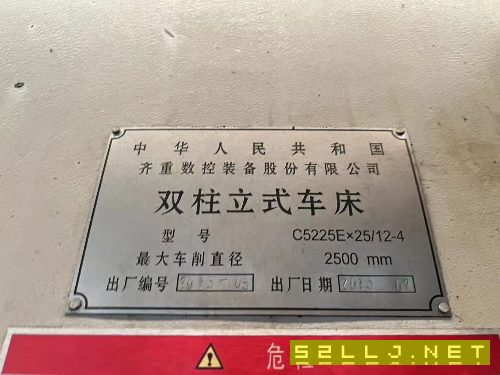 中华人民共和国
齐重数控装备股份有限公司
双柱立式车床
型号 C5225E×25/12-4
最大车削直径 2500 mm
出厂编号
出厂日期
危
52LLJ.NET